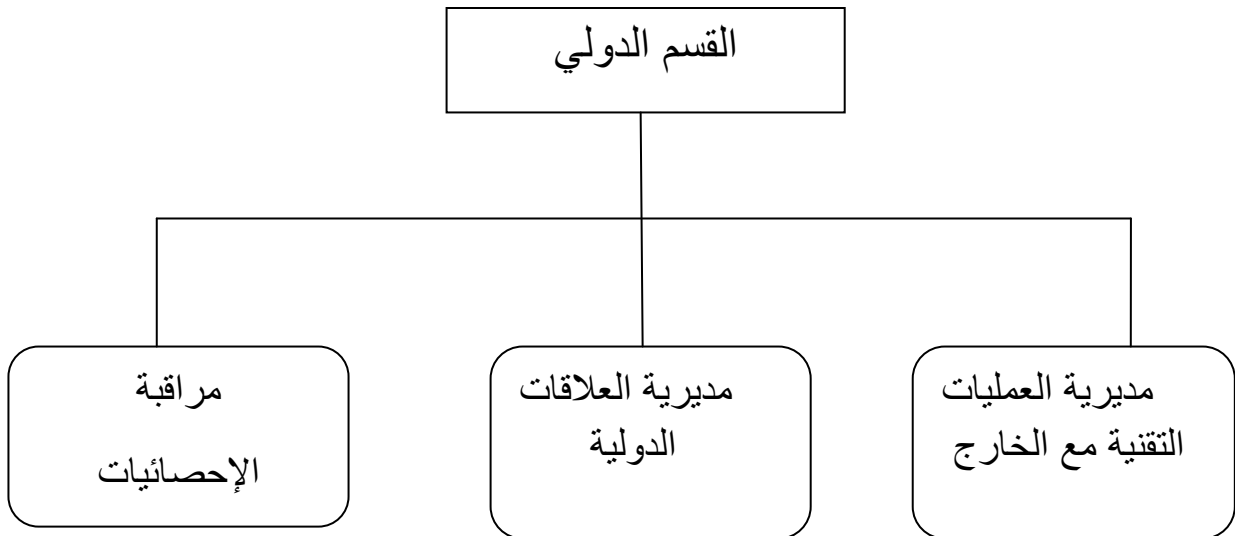 القسم الدولي
مديرية العمليات
التقنية مع الخارج
مديرية العلاقات
الدولية
مراقبة
الإحصائيات